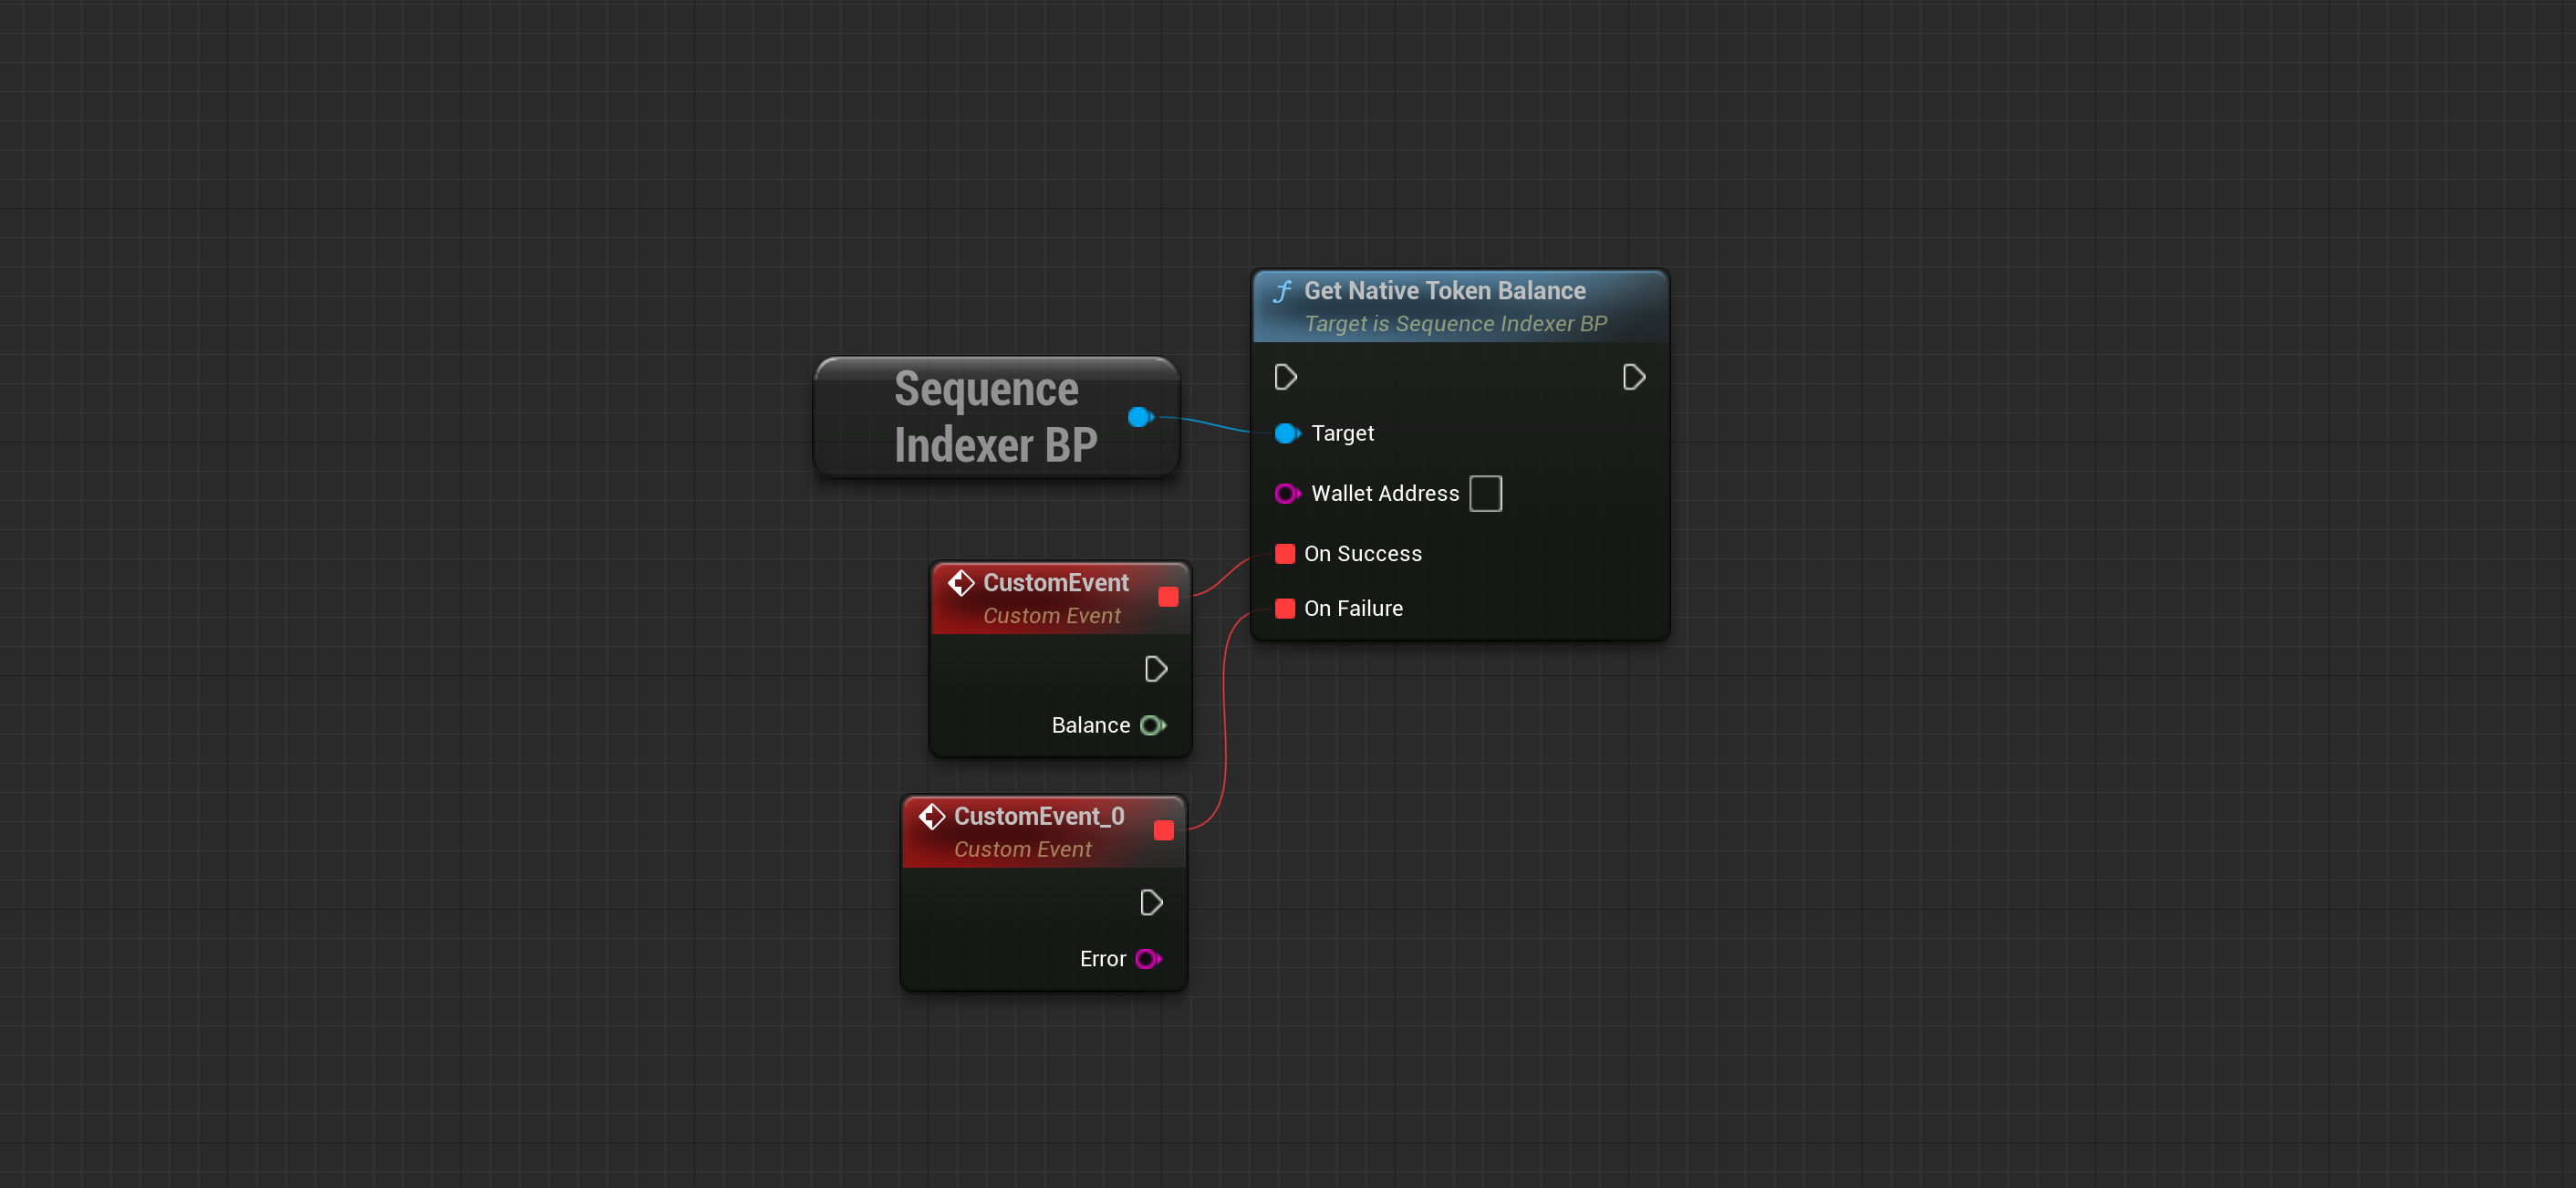 Get Native Token Balance
Target is Sequence Indexer BP
Sequence
Indexer BP
Target
Wallet Address
On Success
On Failure
CustomEvent
Custom Event
Balance
CustomEvent_0
Custom Event
Error